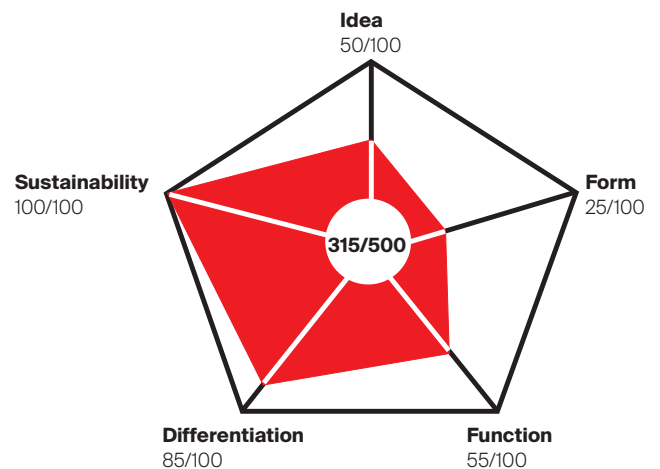 Idea
50/100
Sustainability
100/100
Form
25/100
315/500
Differentiation
85/100
Function
55/100